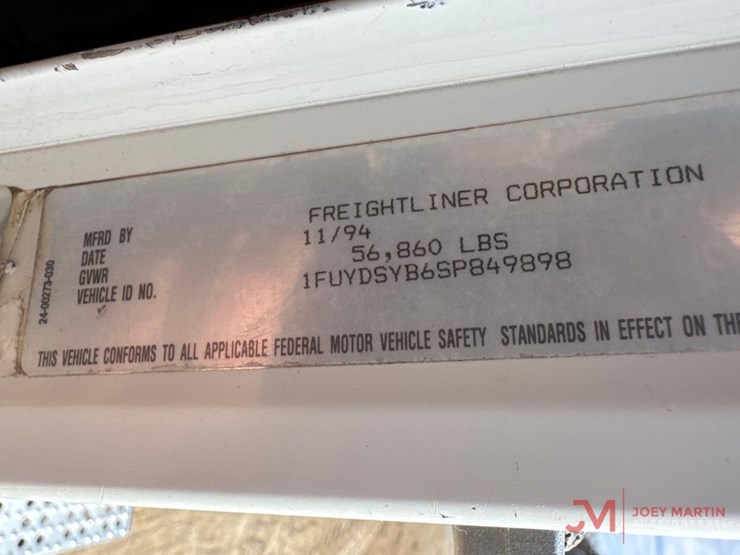 MFRD BY FREIGHTLINER CORPORATION
DATE 11/94
GVWR 56,860 LBS
VEHICLE ID NO. 1FUYDSYB6SP849898
24-00273-030
THIS VEHICLE CONFORMS TO ALL APPLICABLE FEDERAL MOTOR VEHICLE SAFETY STANDARDS IN EFFECT ON THE
JM JOEY MARTIN
AUCTIONEERS